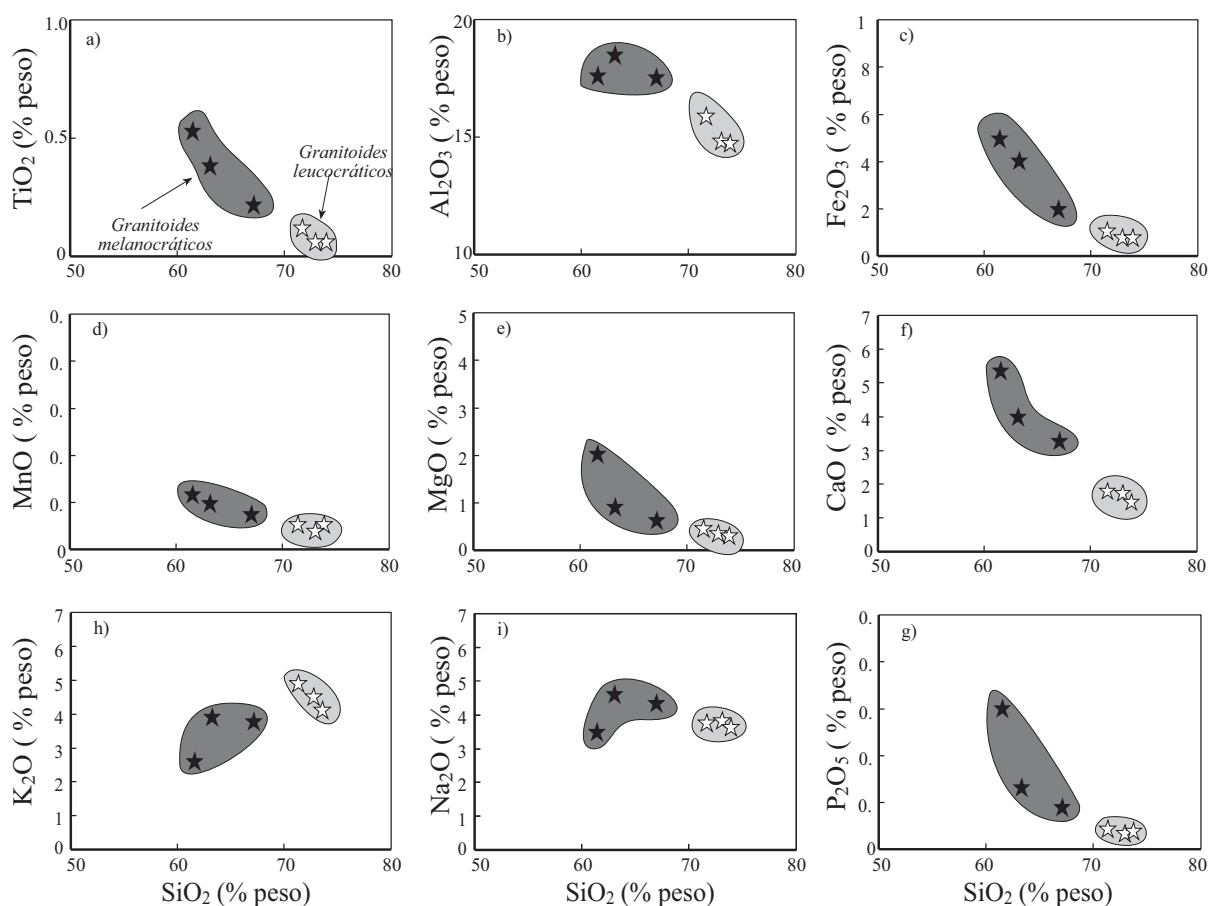 a)
TiO₂ (% peso)
1.0
0.5
0
50 60 70 80
Granitoides
leucocráticos
Granitoides
melanocráticos
b)
Al₂O₃ ( % peso)
20
15
10
50 60 70 80
c)
Fe₂O₃ ( % peso)
1
8
6
4
2
0
50 60 70 80
d)
MnO ( % peso)
0.
0.
0.
0.
0.
0
50 60 70 80
e)
MgO ( % peso)
5
4
3
2
1
0
50 60 70 80
f)
CaO ( % peso)
7
6
5
4
3
2
1
0
50 60 70 80
h)
K₂O ( % peso)
7
6
5
4
3
2
1
0
50 60 70 80
SiO₂ (% peso)
i)
Na₂O ( % peso)
7
6
5
4
3
2
1
0
50 60 70 80
SiO₂ (% peso)
g)
P₂O₅ ( % peso)
0.
0.
0.
0.
0.
0
50 60 70 80
SiO₂ (% peso)